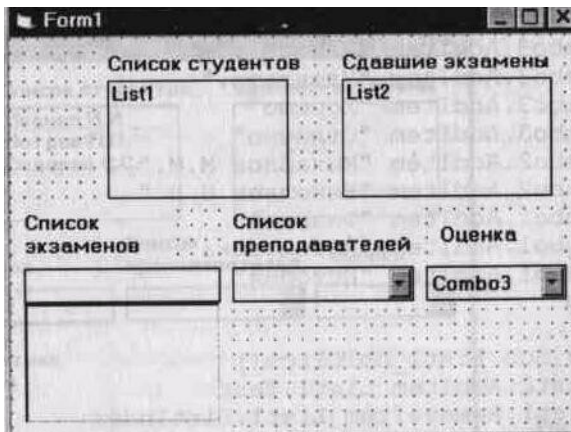 Form1
Список студентов
Сдавшие экзамены
List1
List2
Список
экзаменов
Список
преподавателей
Оценка
Combo3